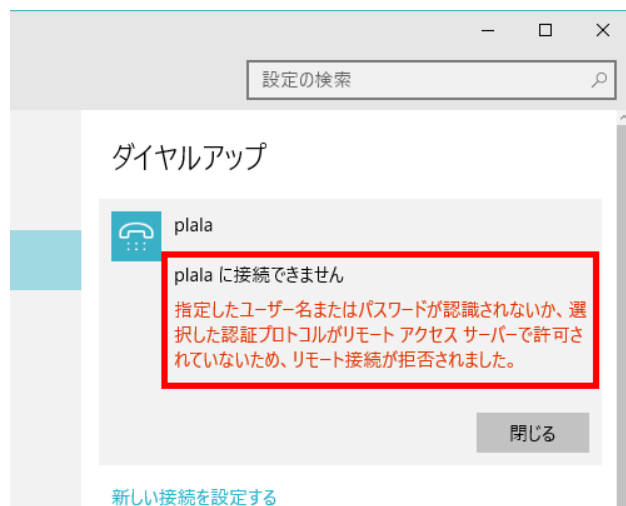 設定の検索
ダイヤルアップ
plala
plala に接続できません
指定したユーザー名またはパスワードが認識されないか、選
択した認証プロトコルがリモート アクセス サーバーで許可さ
れていないため、リモート接続が拒否されました。
閉じる
新しい接続を設定する